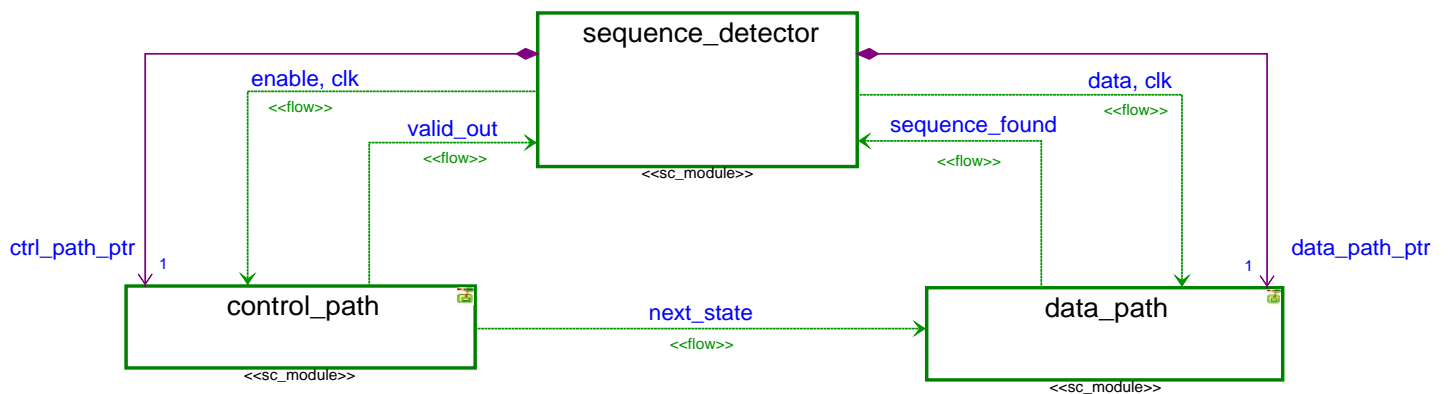 sequence_detector
enable, clk
<<flow>>
data, clk
<<flow>>
valid_out
<<flow>>
sequence_found
<<flow>>
<<sc_module>>
ctrl_path_ptr
1
data_path_ptr
1
control_path
<<sc_module>>
next_state
<<flow>>
data_path
<<sc_module>>